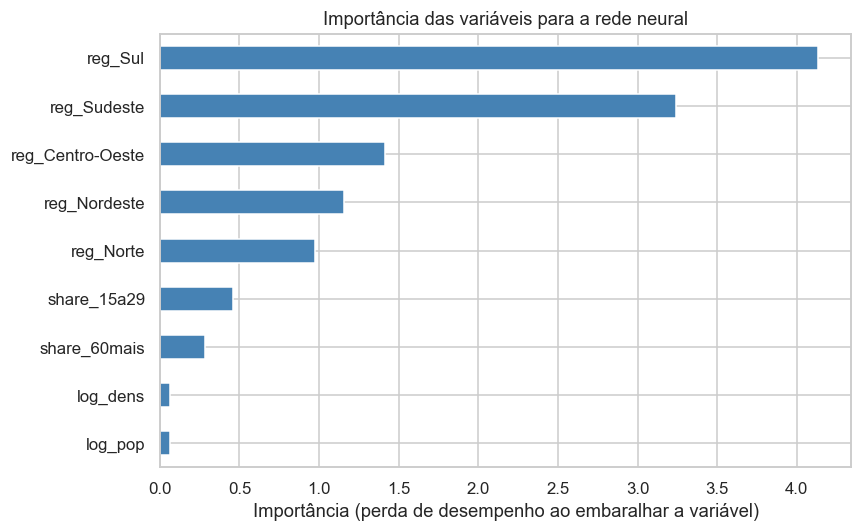 Importância das variáveis para a rede neural
reg_Sul
reg_Sudeste
reg_Centro-Oeste
reg_Nordeste
reg_Norte
share_15a29
share_60mais
log_dens
log_pop
0.0 0.5 1.0 1.5 2.0 2.5 3.0 3.5 4.0
Importância (perda de desempenho ao embaralhar a variável)